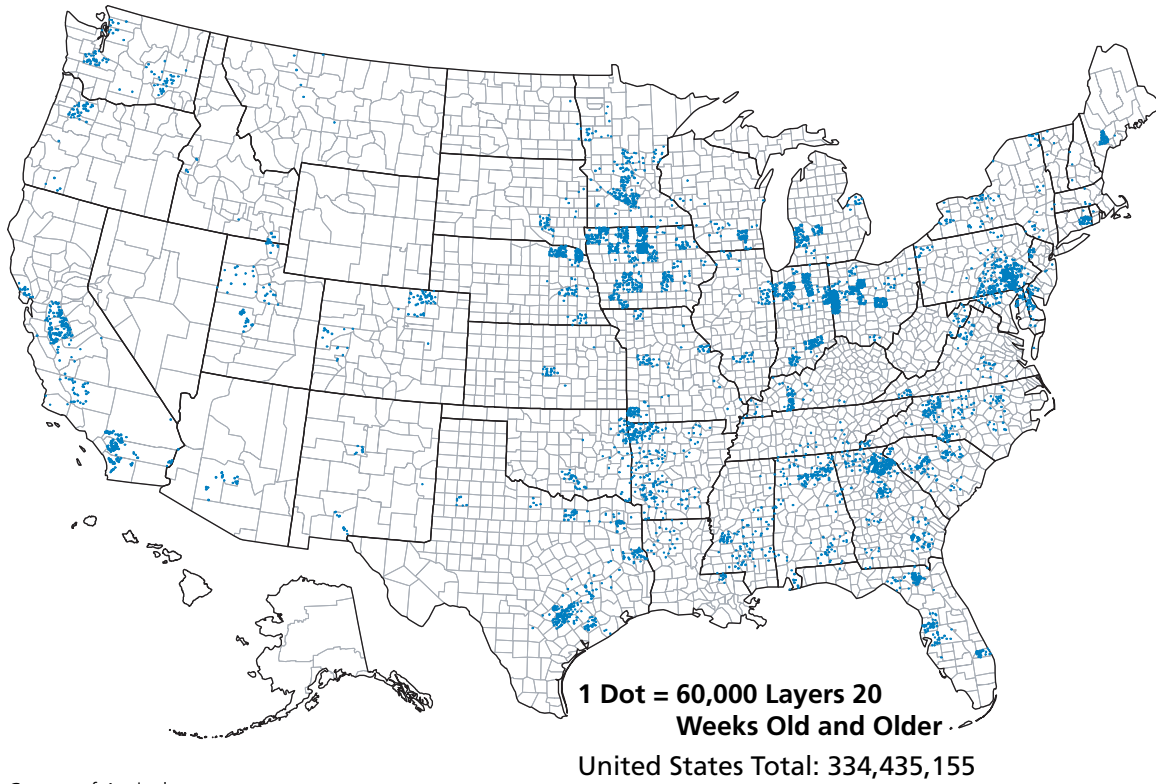 1 Dot = 60,000 Layers 20
Weeks Old and Older
United States Total: 334,435,155